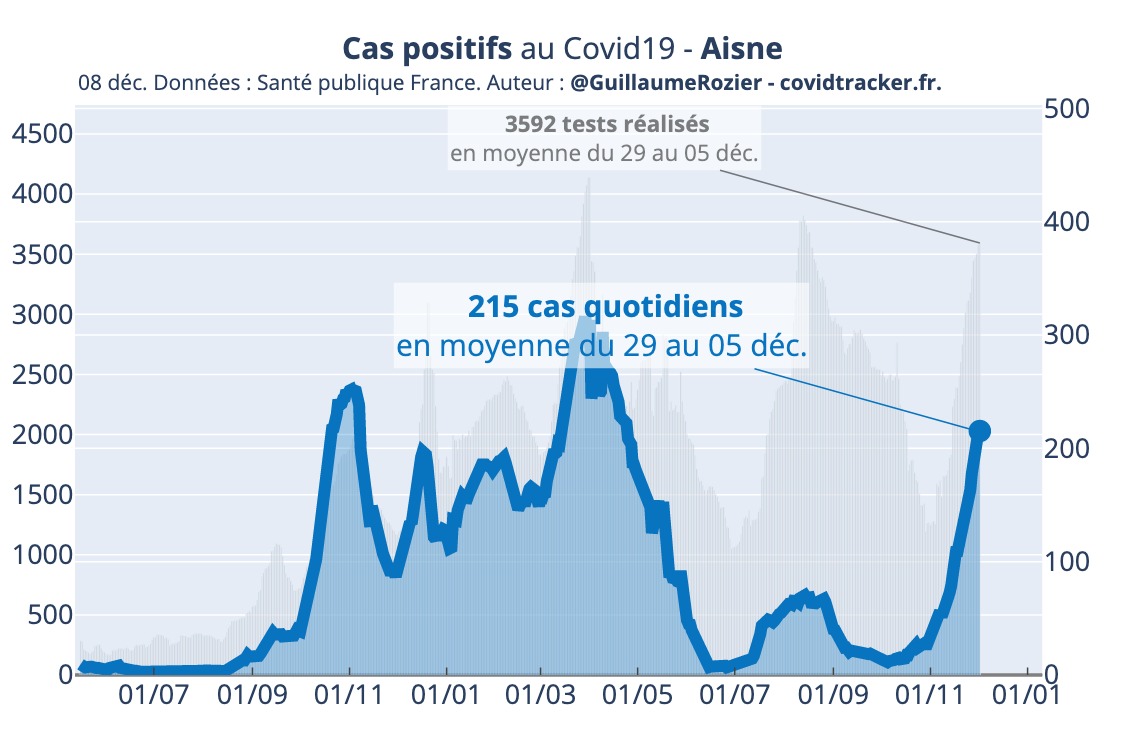 Cas positifs au Covid19 - Aisne
08 déc. Données : Santé publique France. Auteur : @GuillaumeRozier - covidtracker.fr.
3592 tests réalisés
en moyenne du 29 au 05 déc.
215 cas quotidiens
en moyenne du 29 au 05 déc.
4500
4000
3500
3000
2500
2000
1500
1000
500
0
500
400
300
200
100
0
01/07 01/09 01/11 01/01 01/03 01/05 01/07 01/09 01/11 01/01